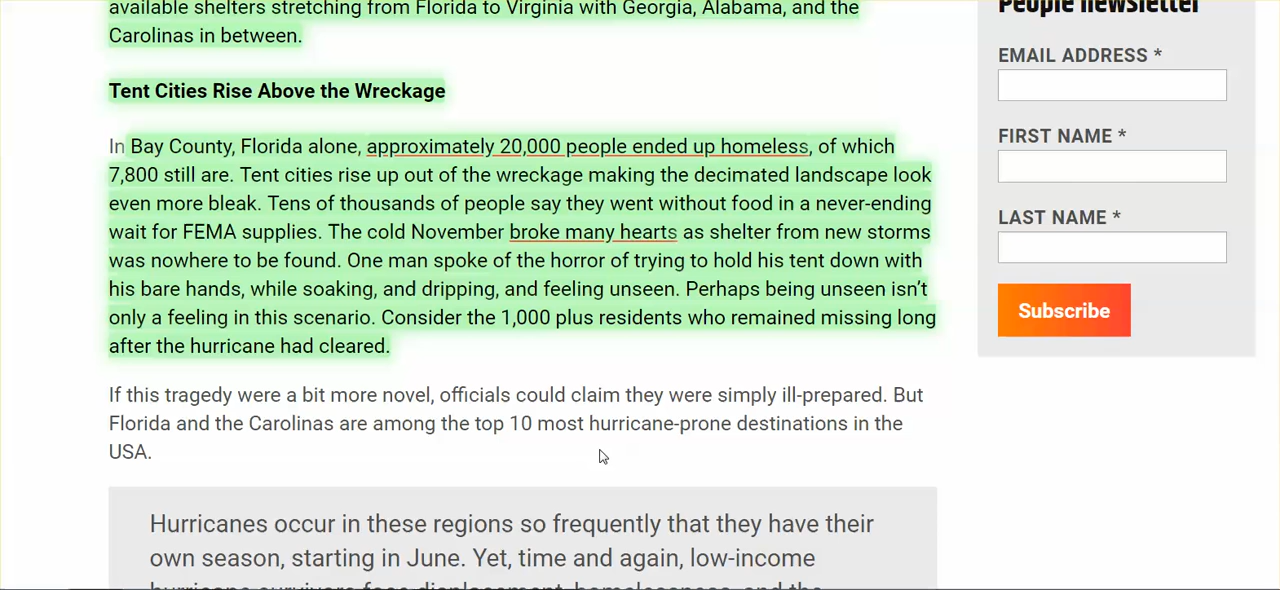 available shelters stretching from Florida to Virginia with Georgia, Alabama, and the
Carolinas in between.
Tent Cities Rise Above the Wreckage
In Bay County, Florida alone, approximately 20,000 people ended up homeless, of which
7,800 still are. Tent cities rise up out of the wreckage making the decimated landscape look
even more bleak. Tens of thousands of people say they went without food in a never-ending
wait for FEMA supplies. The cold November broke many hearts as shelter from new storms
was nowhere to be found. One man spoke of the horror of trying to hold his tent down with
his bare hands, while soaking, and dripping, and feeling unseen. Perhaps being unseen isn’t
only a feeling in this scenario. Consider the 1,000 plus residents who remained missing long
after the hurricane had cleared.
If this tragedy were a bit more novel, officials could claim they were simply ill-prepared. But
Florida and the Carolinas are among the top 10 most hurricane-prone destinations in the
USA.
Hurricanes occur in these regions so frequently that they have their
own season, starting in June. Yet, time and again, low-income
hurricane survivors face displacement, homelessness, and the
People newsletter
EMAIL ADDRESS *
FIRST NAME *
LAST NAME *
Subscribe